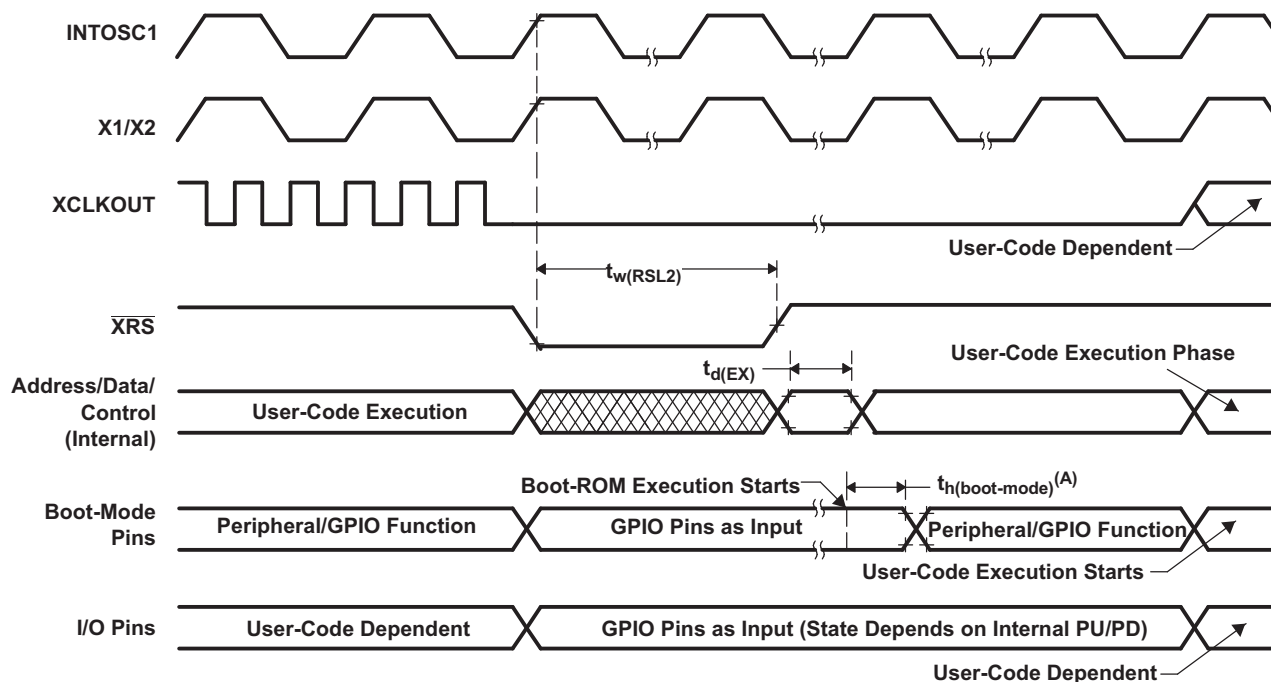 INTOSC1
X1/X2
XCLKOUT
User-Code Dependent
tw(RSL2)
XRS
User-Code Execution Phase
td(EX)
Address/Data/
Control
(Internal)
User-Code Execution
Boot-ROM Execution Starts
th(boot-mode)(A)
Boot-Mode
Pins
Peripheral/GPIO Function
GPIO Pins as Input
Peripheral/GPIO Function
User-Code Execution Starts
I/O Pins
User-Code Dependent
GPIO Pins as Input (State Depends on Internal PU/PD)
User-Code Dependent